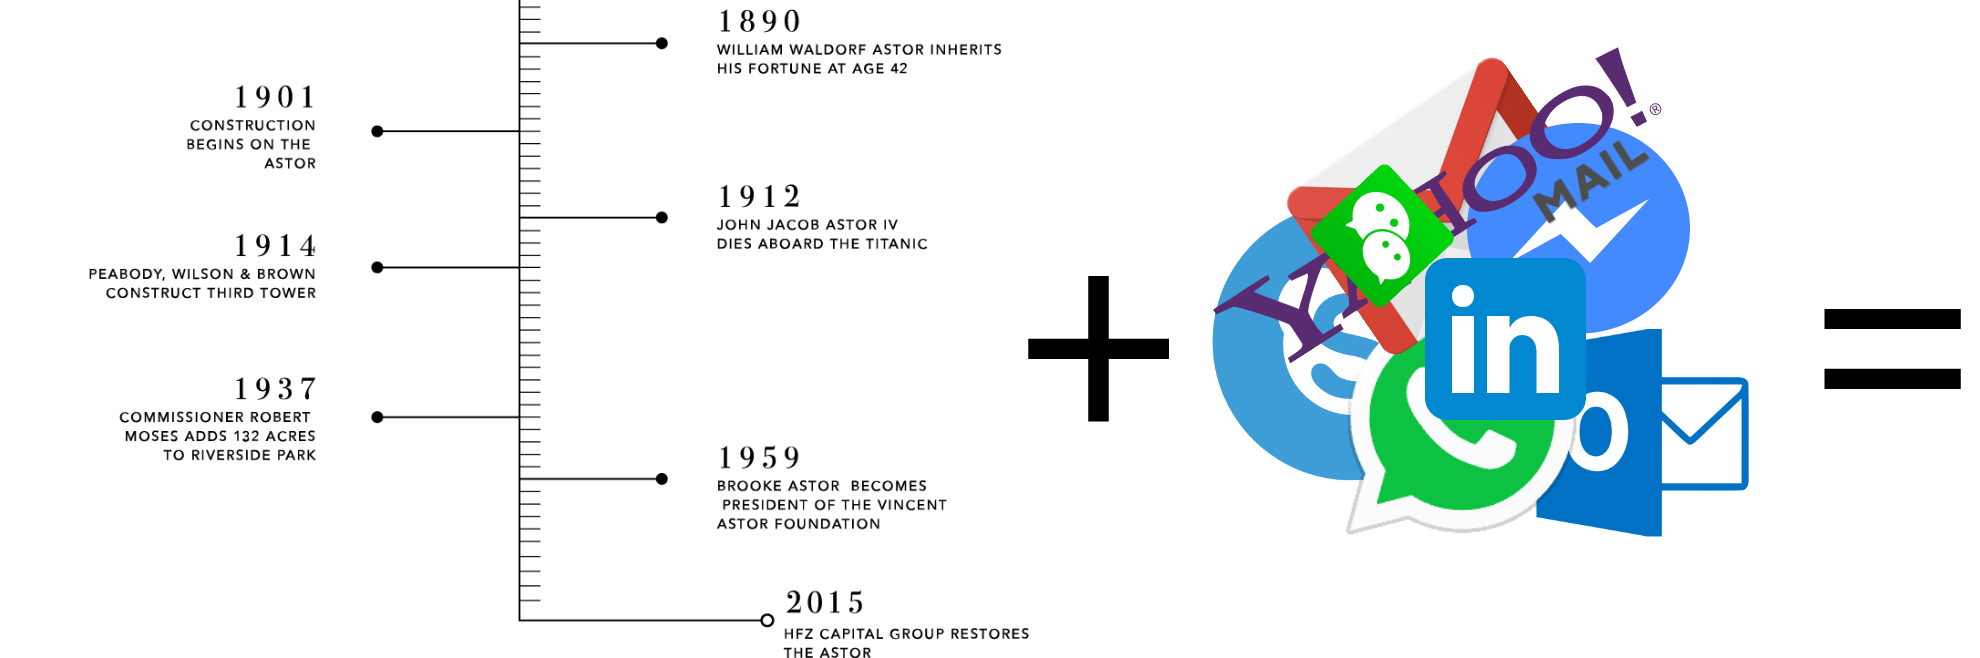 1890
WILLIAM WALDORF ASTOR INHERITS
HIS FORTUNE AT AGE 42
1901
CONSTRUCTION
BEGINS ON THE
ASTOR
1912
JOHN JACOB ASTOR IV
DIES ABOARD THE TITANIC
1914
PEABODY, WILSON & BROWN
CONSTRUCT THIRD TOWER
1937
COMMISSIONER ROBERT
MOSES ADDS 132 ACRES
TO RIVERSIDE PARK
1959
BROOKE ASTOR BECOMES
PRESIDENT OF THE VINCENT
ASTOR FOUNDATION
2015
HFZ CAPITAL GROUP RESTORES
THE ASTOR
+
YAHOO!®
MAIL
S
in
o
=